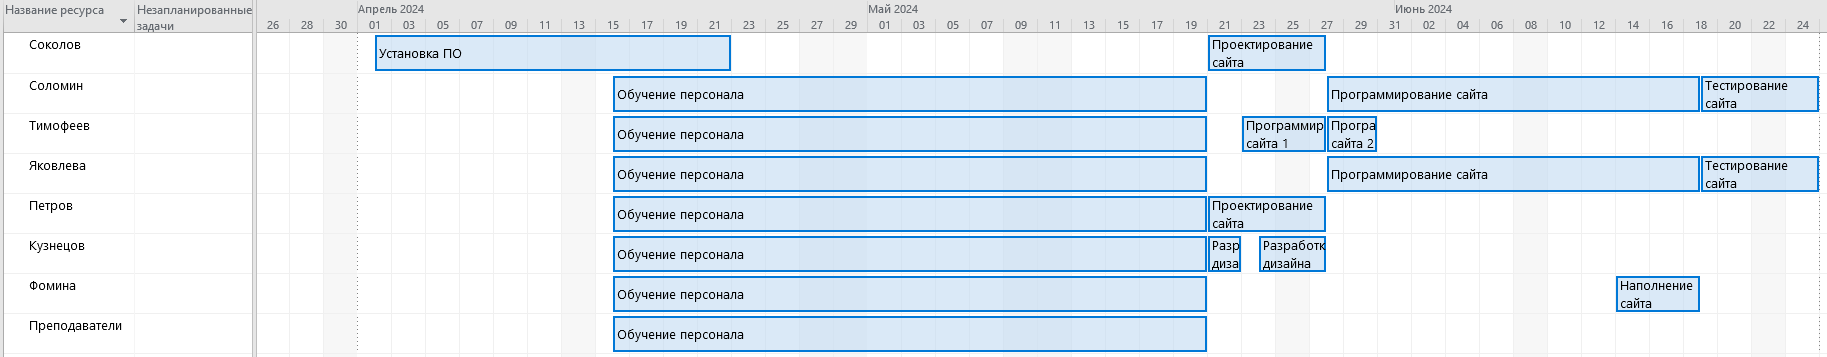 Название ресурса
Незапланированные
задачи
Апрель 2024
Май 2024
Июнь 2024
26 28 30 01 03 05 07 09 11 13 15 17 19 21 23 25 27 29 01 03 05 07 09 11 13 15 17 19 21 23 25 27 29 31 02 04 06 08 10 12 14 16 18 20 22 24
Соколов
Установка ПО
Проектирование
сайта
Соломин
Обучение персонала
Программирование сайта
Тестирование
сайта
Тимофеев
Обучение персонала
Программир
сайта 1
Програ
сайта 2
Яковлева
Обучение персонала
Программирование сайта
Тестирование
сайта
Петров
Обучение персонала
Проектирование
сайта
Кузнецов
Обучение персонала
Разр
диза
Разработк
дизайна
Фомина
Обучение персонала
Наполнение
сайта
Преподаватели
Обучение персонала